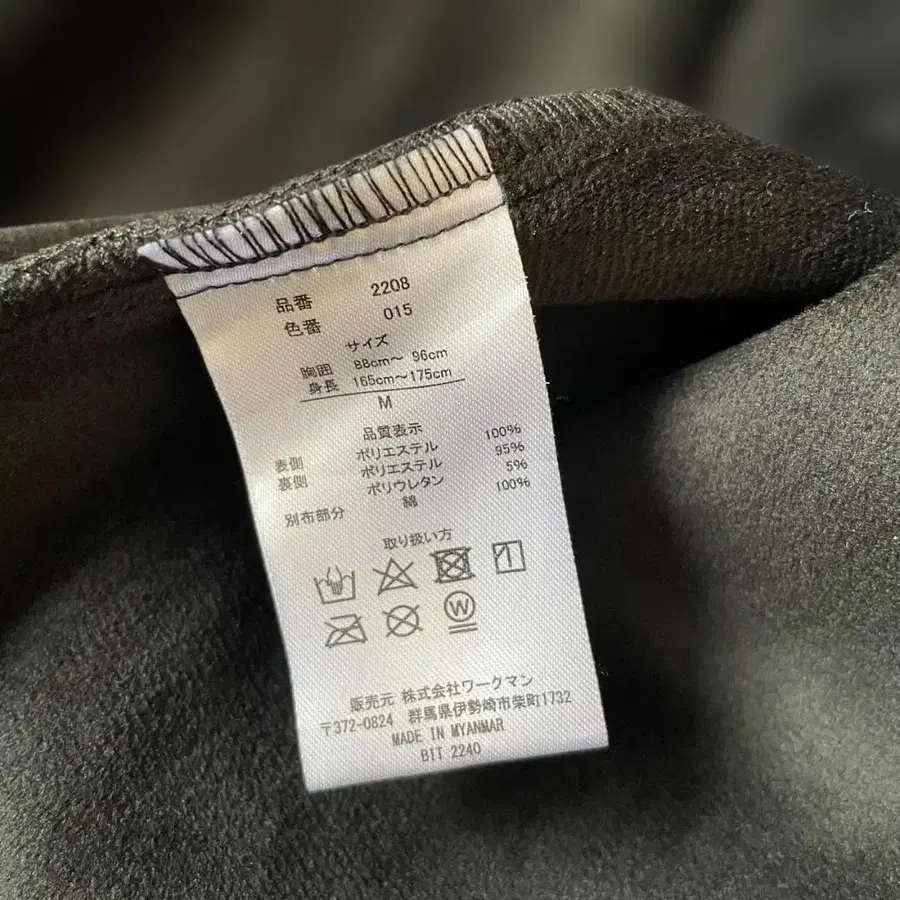 品番 2208
色番 015
サイズ
胸囲 88cm～ 96cm
身長 165cm～175cm
M
品質表示
表側 ポリエステル 100%
裏側 ポリエステル 95%
ポリウレタン 5%
別布部分 綿 100%
取り扱い方
W
販売元 株式会社ワークマン
〒372-0824 群馬県伊勢崎市柴町1732
MADE IN MYANMAR
BIT 2240